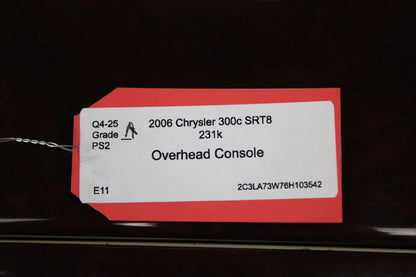 Q4-25
Grade A
PS2
2006 Chrysler 300c SRT8
231k
Overhead Console
E11
2C3LA73W76H103542